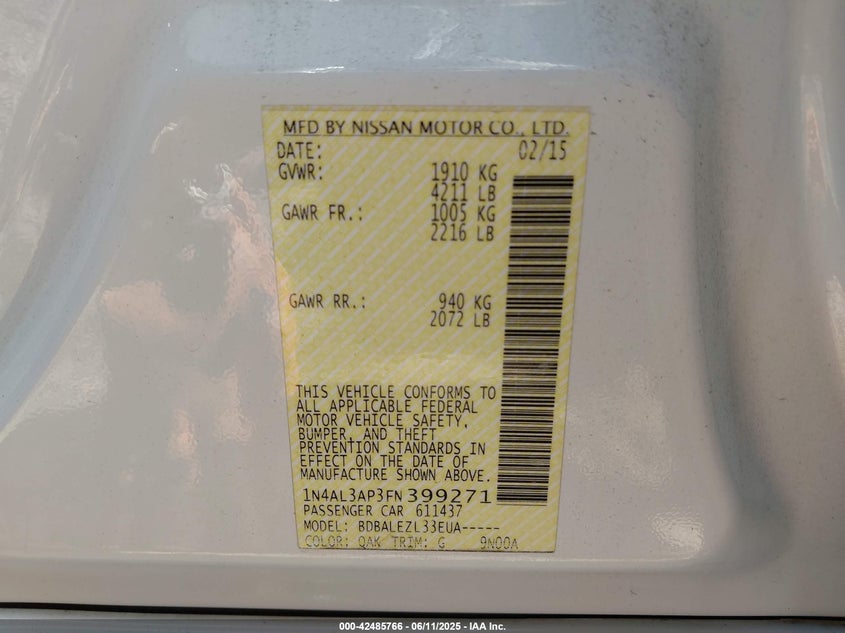 MFD BY NISSAN MOTOR CO., LTD.
DATE: 02/15
GVWR: 1910 KG
4211 LB
GAWR FR.: 1005 KG
2216 LB
GAWR RR.: 940 KG
2072 LB
THIS VEHICLE CONFORMS TO
ALL APPLICABLE FEDERAL
MOTOR VEHICLE SAFETY,
BUMPER, AND THEFT
PREVENTION STANDARDS IN
EFFECT ON THE DATE OF
MANUFACTURE SHOWN ABOVE.
1N4AL3AP3FN399271
PASSENGER CAR 611437
MODEL: BDBALEZL33EUA-----
COLOR: QAK TRIM: G 9N00A
000-42485766 - 06/11/2025 - IAA Inc.